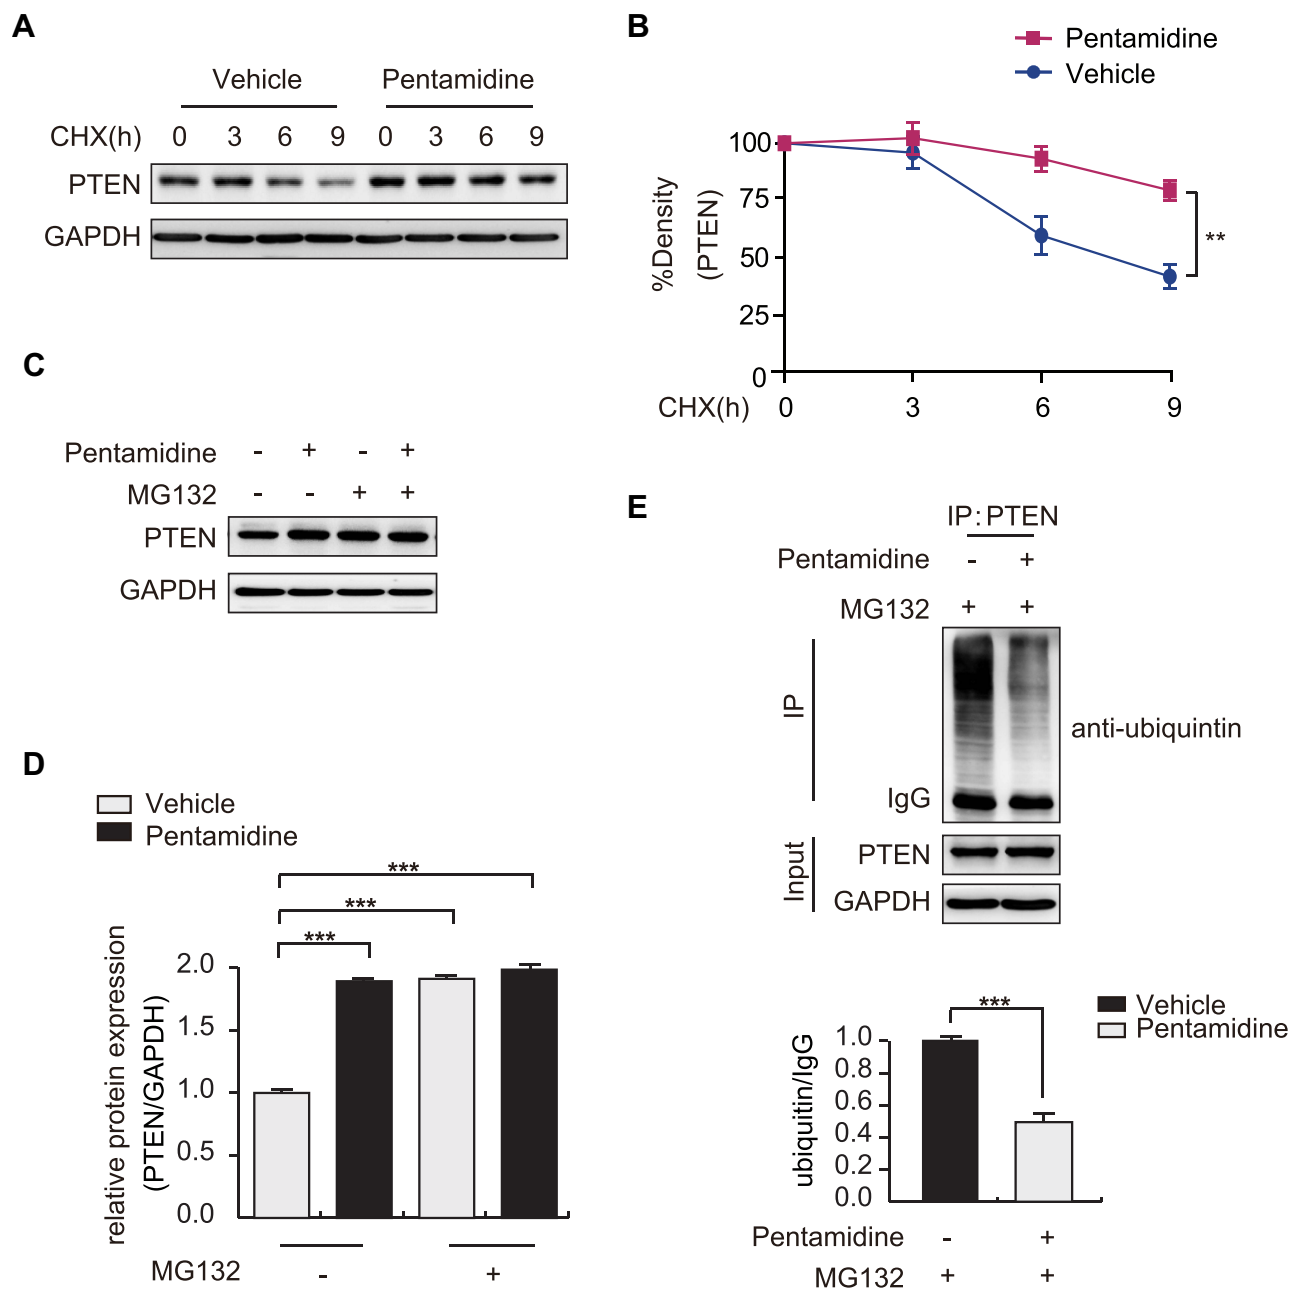 A
Vehicle Pentamidine
CHX(h) 0 3 6 9 0 3 6 9
PTEN
GAPDH
B
Pentamidine
Vehicle
%Density
(PTEN)
100
75
50
25
0
CHX(h) 0 3 6 9
**
C
Pentamidine - + - +
MG132 - - + +
PTEN
GAPDH
D
Vehicle
Pentamidine
***
***
***
relative protein expression
(PTEN/GAPDH)
2.0
1.5
1.0
0.5
0.0
MG132 - +
E
IP:PTEN
Pentamidine - +
MG132 + +
IP
anti-ubiquintin
IgG
Input
PTEN
GAPDH
Vehicle
Pentamidine
***
ubiquitin/IgG
1.0
0.8
0.6
0.4
0.2
0.0
Pentamidine - +
MG132 + +